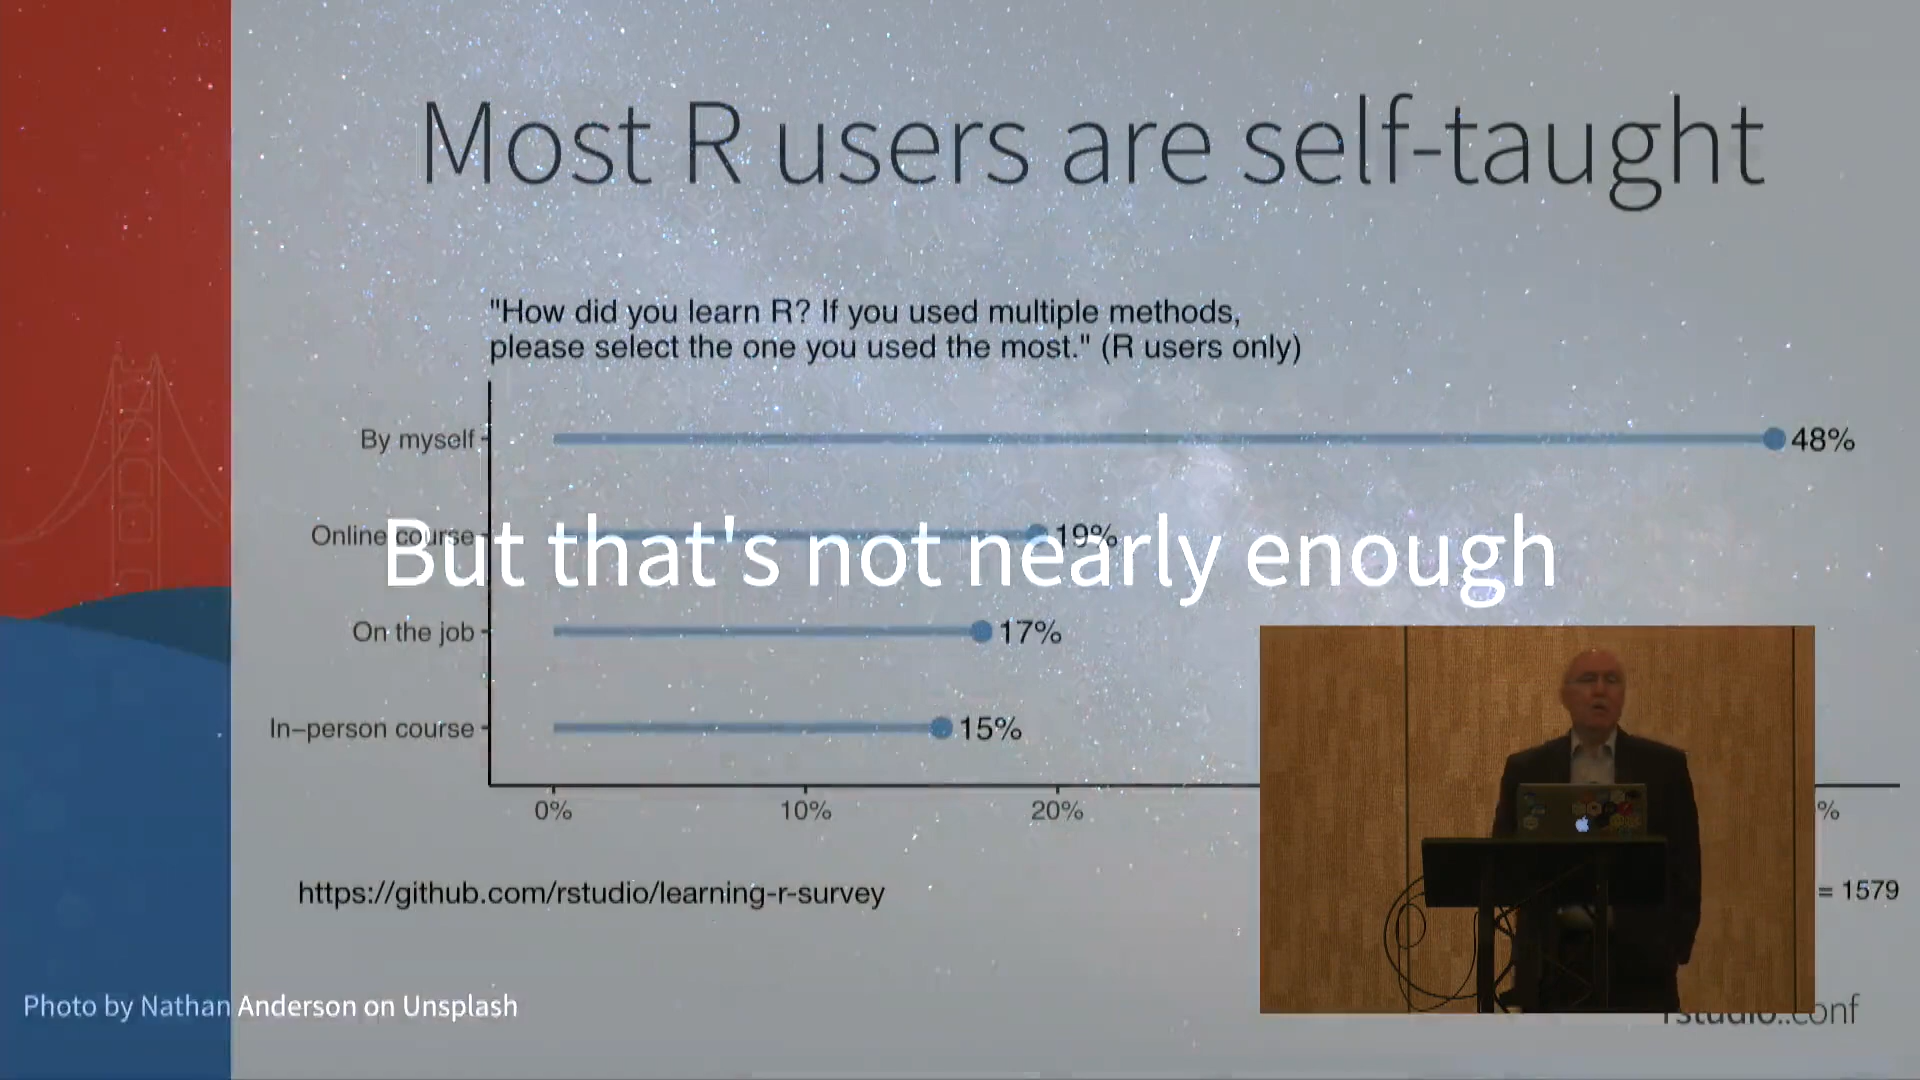 Most R users are self-taught
"How did you learn R? If you used multiple methods,
please select the one you used the most." (R users only)
By myself 48%
Online course 19%
But that's not nearly enough
On the job 17%
In-person course 15%
0% 10% 20% %
https://github.com/rstudio/learning-r-survey
= 1579
Photo by Nathan Anderson on Unsplash
rstudio::conf